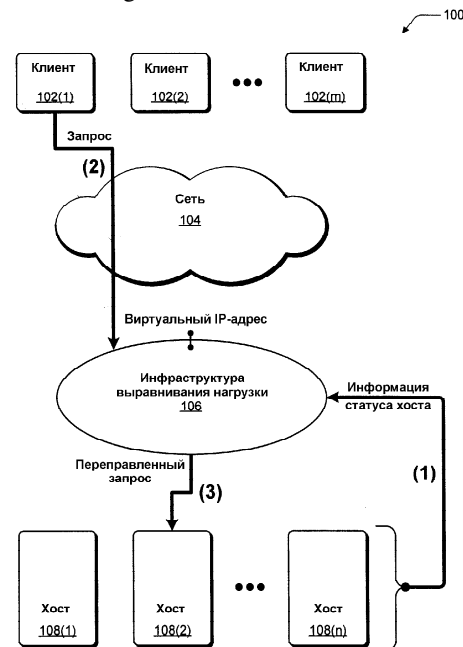 100
Клиент
102(1)
Клиент
102(2)
Клиент
102(m)
Запрос
(2)
Сеть
104
Виртуальный IP-адрес
Инфраструктура
выравнивания нагрузки
106
Информация
статуса хоста
(1)
Переправленный
запрос
(3)
Хост
108(1)
Хост
108(2)
Хост
108(n)